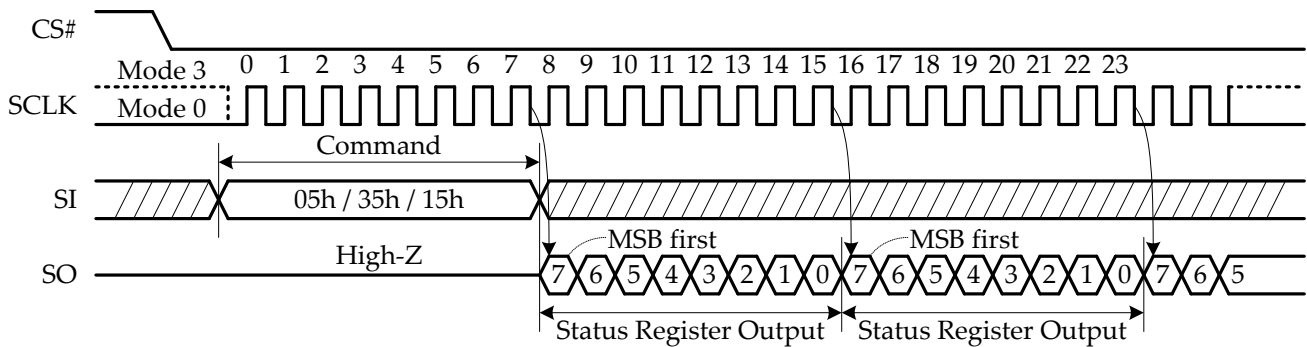 CS#
Mode 3
0 1 2 3 4 5 6 7 8 9 10 11 12 13 14 15 16 17 18 19 20 21 22 23
SCLK
Mode 0
Command
SI
05h / 35h / 15h
High-Z
MSB first
MSB first
SO
7 6 5 4 3 2 1 0 7 6 5 4 3 2 1 0 7 6 5
Status Register Output
Status Register Output